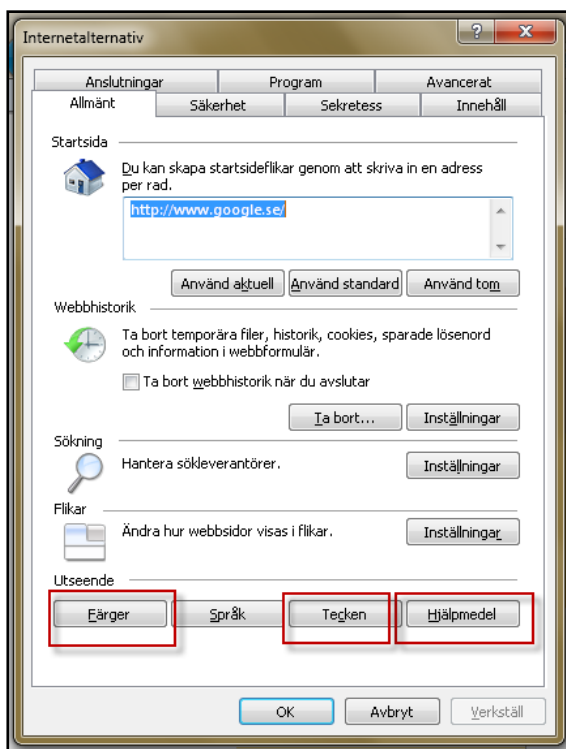 Internetalternativ
Anslutningar Program Avancerat
Allmänt Säkerhet Sekretess Innehåll
Startsida
Du kan skapa startsideflikar genom att skriva in en adress
per rad.
http://www.google.se/
Använd aktuell Använd standard Använd tom
Webbhistorik
Ta bort temporära filer, historik, cookies, sparade lösenord
och information i webbformulär.
Ta bort webbhistorik när du avslutar
Ta bort... Inställningar
Sökning
Hantera sökleverantörer.
Inställningar
Flikar
Ändra hur webbsidor visas i flikar.
Inställningar
Utseende
Färger Språk Tecken Hjälpmedel
OK Avbryt Verkställ